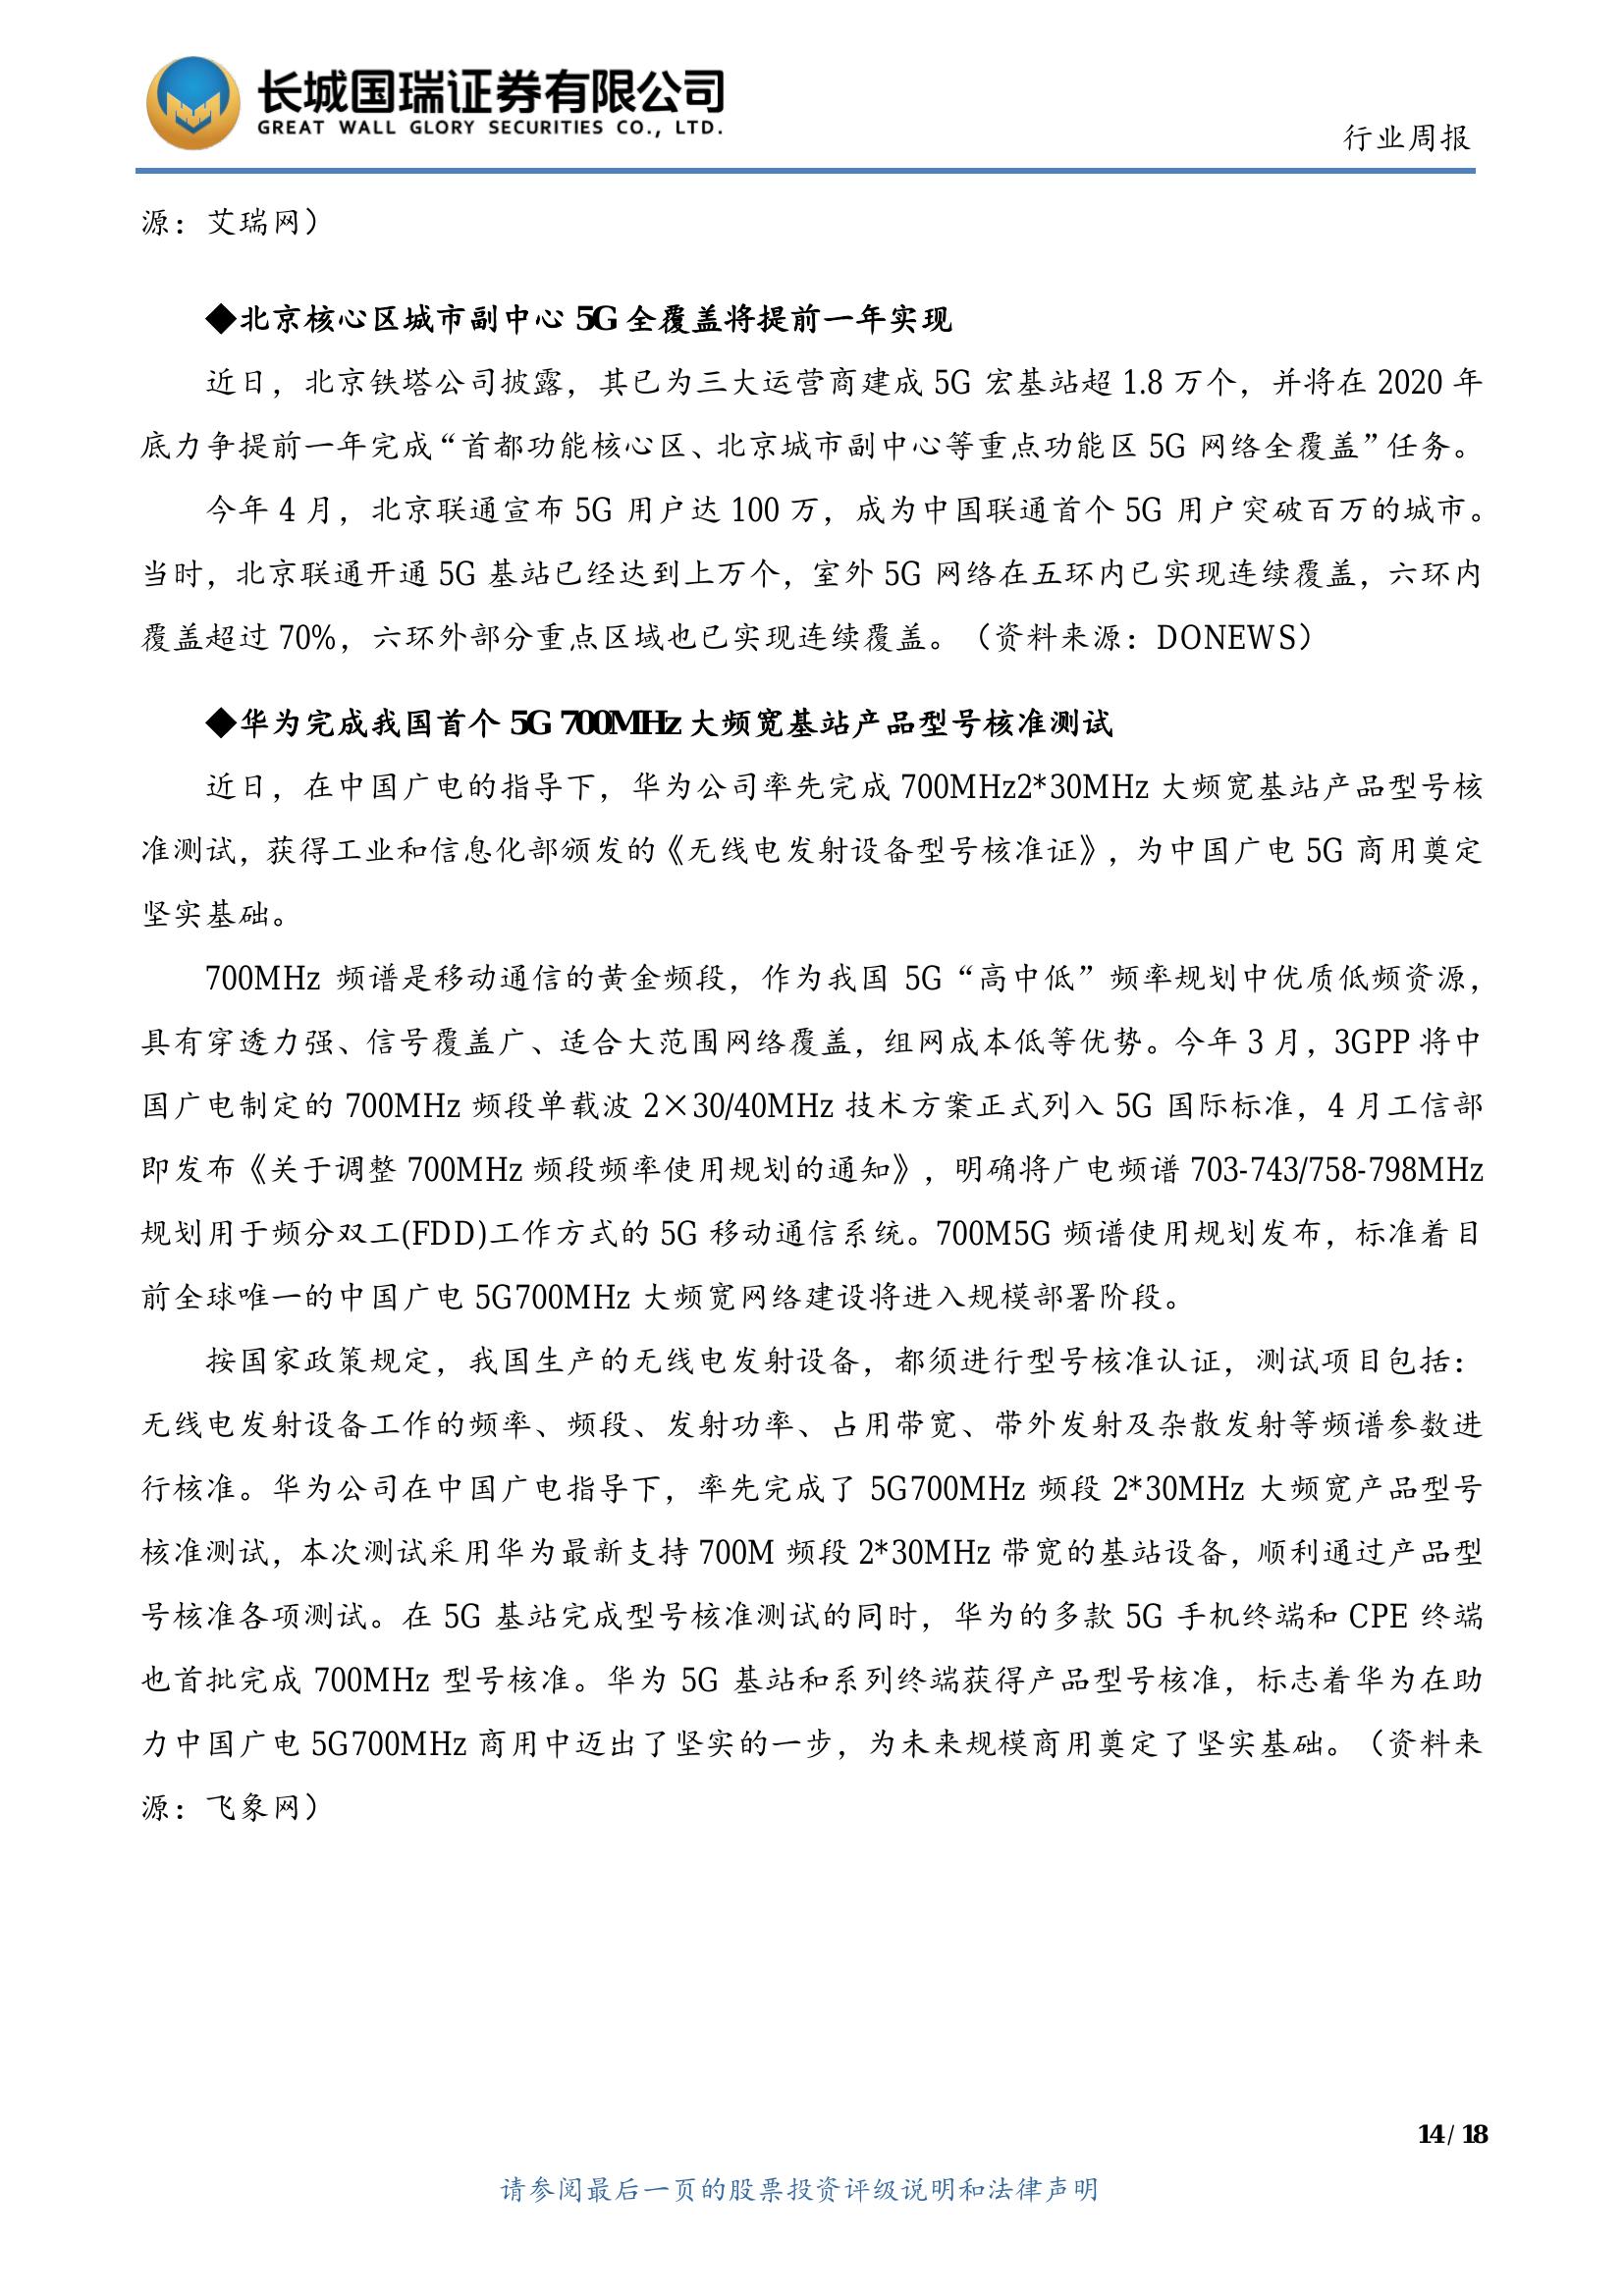 长城国瑞证券有限公司
GREAT WALL GLORY SECURITIES CO., LTD.
行业周报
源：艾瑞网）
◆北京核心区城市副中心 5G 全覆盖将提前一年实现
近日，北京铁塔公司披露，其已为三大运营商建成 5G 宏基站超 1.8 万个，并将在 2020 年
底力争提前一年完成“首都功能核心区、北京城市副中心等重点功能区 5G 网络全覆盖”任务。
今年 4 月，北京联通宣布 5G 用户达 100 万，成为中国联通首个 5G 用户突破百万的城市。
当时，北京联通开通 5G 基站已经达到上万个，室外 5G 网络在五环内已实现连续覆盖，六环内
覆盖超过 70%，六环外部分重点区域也已实现连续覆盖。（资料来源：DONEWS）
◆华为完成我国首个 5G 700MHz 大频宽基站产品型号核准测试
近日，在中国广电的指导下，华为公司率先完成 700MHz2*30MHz 大频宽基站产品型号核
准测试，获得工业和信息化部颁发的《无线电发射设备型号核准证》，为中国广电 5G 商用奠定
坚实基础。
700MHz 频谱是移动通信的黄金频段，作为我国 5G“高中低”频率规划中优质低频资源，
具有穿透力强、信号覆盖广、适合大范围网络覆盖，组网成本低等优势。今年 3 月，3GPP 将中
国广电制定的 700MHz 频段单载波 2×30/40MHz 技术方案正式列入 5G 国际标准，4 月工信部
即发布《关于调整 700MHz 频段频率使用规划的通知》，明确将广电频谱 703-743/758-798MHz
规划用于频分双工(FDD)工作方式的 5G 移动通信系统。700M5G 频谱使用规划发布，标准着目
前全球唯一的中国广电 5G700MHz 大频宽网络建设将进入规模部署阶段。
按国家政策规定，我国生产的无线电发射设备，都须进行型号核准认证，测试项目包括：
无线电发射设备工作的频率、频段、发射功率、占用带宽、带外发射及杂散发射等频谱参数进
行核准。华为公司在中国广电指导下，率先完成了 5G700MHz 频段 2*30MHz 大频宽产品型号
核准测试，本次测试采用华为最新支持 700M 频段 2*30MHz 带宽的基站设备，顺利通过产品型
号核准各项测试。在 5G 基站完成型号核准测试的同时，华为的多款 5G 手机终端和 CPE 终端
也首批完成 700MHz 型号核准。华为 5G 基站和系列终端获得产品型号核准，标志着华为在助
力中国广电 5G700MHz 商用中迈出了坚实的一步，为未来规模商用奠定了坚实基础。（资料来
源：飞象网）
14 / 18
请参阅最后一页的股票投资评级说明和法律声明